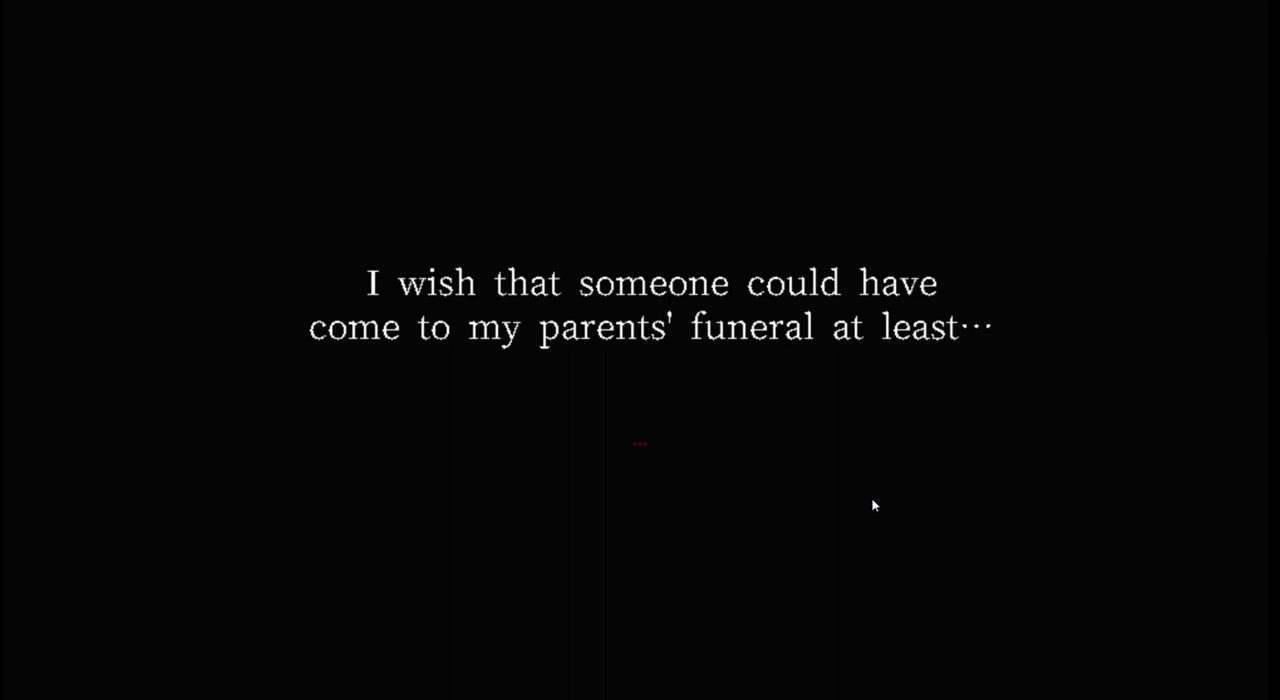 I wish that someone could have
come to my parents' funeral at least…
...